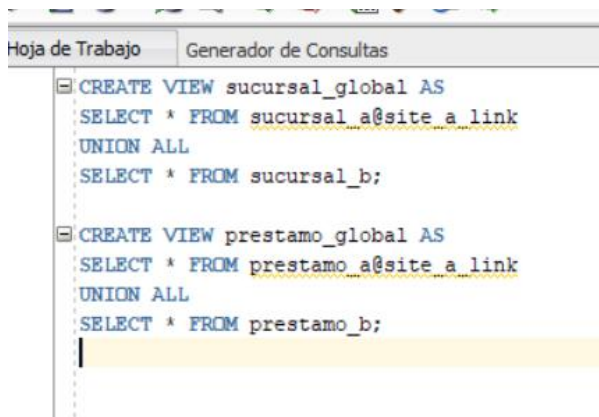 Hoja de Trabajo Generador de Consultas
CREATE VIEW sucursal_global AS
SELECT * FROM sucursal_a@site_a_link
UNION ALL
SELECT * FROM sucursal_b;
CREATE VIEW prestamo_global AS
SELECT * FROM prestamo_a@site_a_link
UNION ALL
SELECT * FROM prestamo_b;